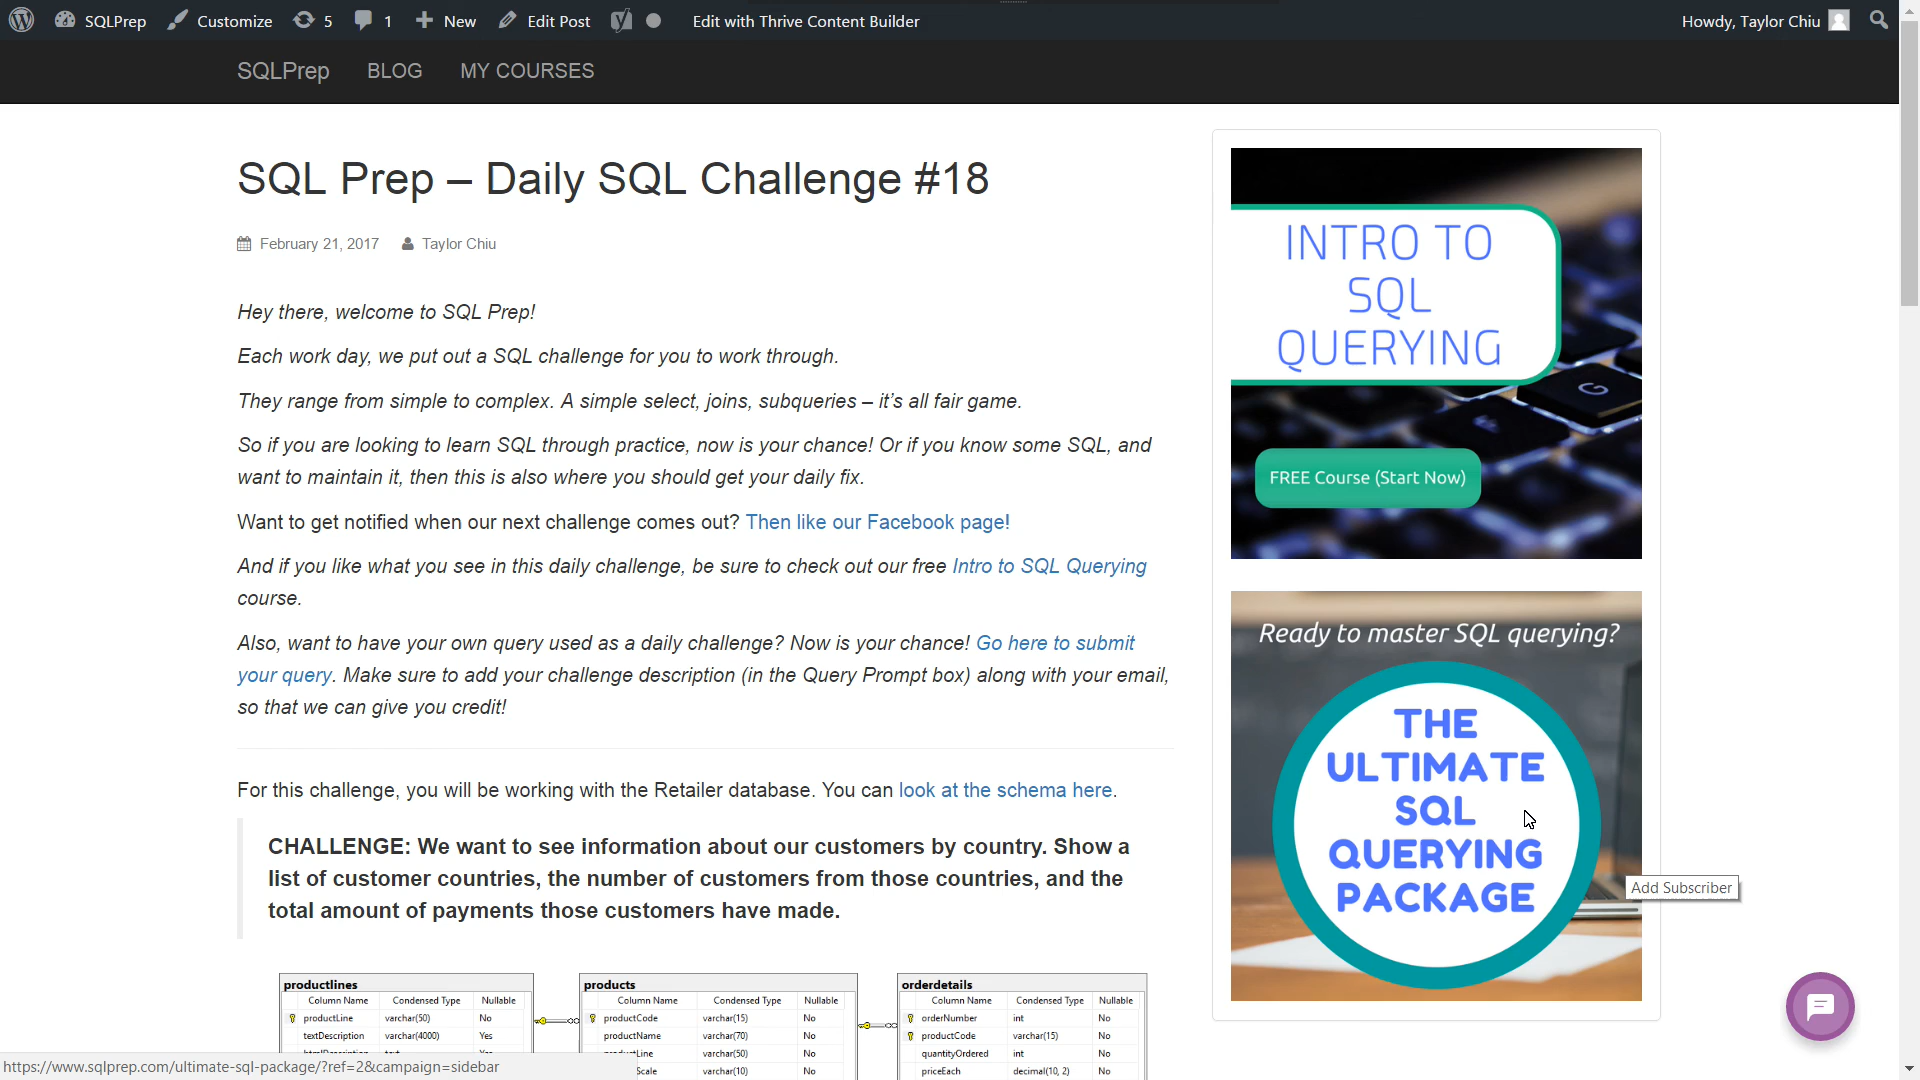 SQLPrep Customize 5 1 New Edit Post Edit with Thrive Content Builder Howdy, Taylor Chiu
SQLPrep BLOG MY COURSES
SQL Prep – Daily SQL Challenge #18
February 21, 2017 Taylor Chiu
Hey there, welcome to SQL Prep!
Each work day, we put out a SQL challenge for you to work through.
They range from simple to complex. A simple select, joins, subqueries – it's all fair game.
So if you are looking to learn SQL through practice, now is your chance! Or if you know some SQL, and
want to maintain it, then this is also where you should get your daily fix.
Want to get notified when our next challenge comes out? Then like our Facebook page!
And if you like what you see in this daily challenge, be sure to check out our free Intro to SQL Querying
course.
Also, want to have your own query used as a daily challenge? Now is your chance! Go here to submit
your query. Make sure to add your challenge description (in the Query Prompt box) along with your email,
so that we can give you credit!
For this challenge, you will be working with the Retailer database. You can look at the schema here.
CHALLENGE: We want to see information about our customers by country. Show a
list of customer countries, the number of customers from those countries, and the
total amount of payments those customers have made.
productlines
Column Name Condensed Type Nullable
productLine varchar(50) No
textDescription varchar(4000) Yes
products
Column Name Condensed Type Nullable
productCode varchar(15) No
productName varchar(70) No
varchar(50) No
Scale varchar(10) No
orderdetails
Column Name Condensed Type Nullable
orderNumber int No
productCode varchar(15) No
quantityOrdered int No
priceEach decimal(10, 2) No
INTRO TO
SQL
QUERYING
G
FREE Course (Start Now)
Ready to master SQL querying?
THE
ULTIMATE
SQL
QUERYING
PACKAGE
Add Subscriber
https://www.sqlprep.com/ultimate-sql-package/?ref=2&campaign=sidebar